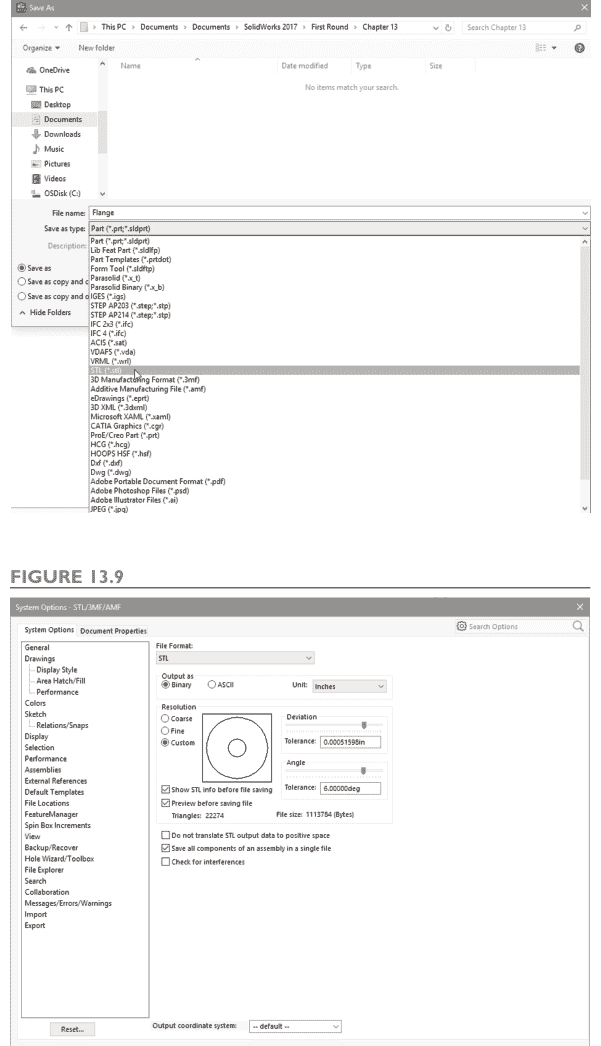 Save As
This PC > Documents > Documents > SolidWorks 2017 > First Round > Chapter 13
Search Chapter 13
Organize
New folder
Name
Date modified
Type
Size
No items match your search.
OneDrive
This PC
Desktop
Documents
Downloads
Music
Pictures
Videos
OSDisk (C:)
File name: Flange
Save as type: Part (*.prt;*.sldprt)
Description:
Save as
Save as copy and c
Save as copy and o
Hide Folders
Part (*.prt;*.sldprt)
Lib Feat Part (*.sldlfp)
Part Templates (*.prtdot)
Form Tool (*.sldftp)
Parasolid (*.x_t)
Parasolid Binary (*.x_b)
IGES (*.igs)
STEP AP203 (*.step;*.stp)
STEP AP214 (*.step;*.stp)
IFC 2x3 (*.ifc)
IFC 4 (*.ifc)
ACIS (*.sat)
VDAFS (*.vda)
VRML (*.wrl)
STL (*.stl)
3D Manufacturing Format (*.3mf)
Additive Manufacturing File (*.amf)
eDrawings (*.eprt)
3D XML (*.3dxml)
Microsoft XAML (*.xaml)
CATIA Graphics (*.cgr)
ProE/Creo Part (*.prt)
HCG (*.hcg)
HOOPS HSF (*.hsf)
Dxf (*.dxf)
Dwg (*.dwg)
Adobe Portable Document Format (*.pdf)
Adobe Photoshop Files (*.psd)
Adobe Illustrator Files (*.ai)
JPEG (*.jpg)
FIGURE 13.9
System Options - STL/3MF/AMF
System Options
Document Properties
Search Options
General
Drawings
Display Style
Area Hatch/Fill
Performance
Colors
Sketch
Relations/Snaps
Display
Selection
Performance
Assemblies
External References
Default Templates
File Locations
FeatureManager
Spin Box Increments
View
Backup/Recover
Hole Wizard/Toolbox
File Explorer
Search
Collaboration
Messages/Errors/Warnings
Import
Export
Reset...
File Format:
STL
Output as
Binary
ASCII
Unit: Inches
Resolution
Coarse
Fine
Custom
Deviation
Tolerance: 0.00051598in
Angle
Tolerance: 6.00000deg
Show STL info before file saving
Preview before saving file
Triangles: 22274
File size: 1113784 (Bytes)
Do not translate STL output data to positive space
Save all components of an assembly in a single file
Check for interferences
Output coordinate system: -- default --